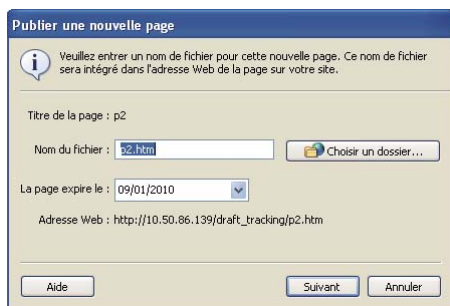 Publier une nouvelle page
Veuillez entrer un nom de fichier pour cette nouvelle page. Ce nom de fichier
sera intégré dans l'adresse Web de la page sur votre site.
Titre de la page : p2
Nom du fichier : p2.htm
Choisir un dossier...
La page expire le : 09/01/2010
Adresse Web : http://10.50.86.139/draft_tracking/p2.htm
Aide
Suivant
Annuler